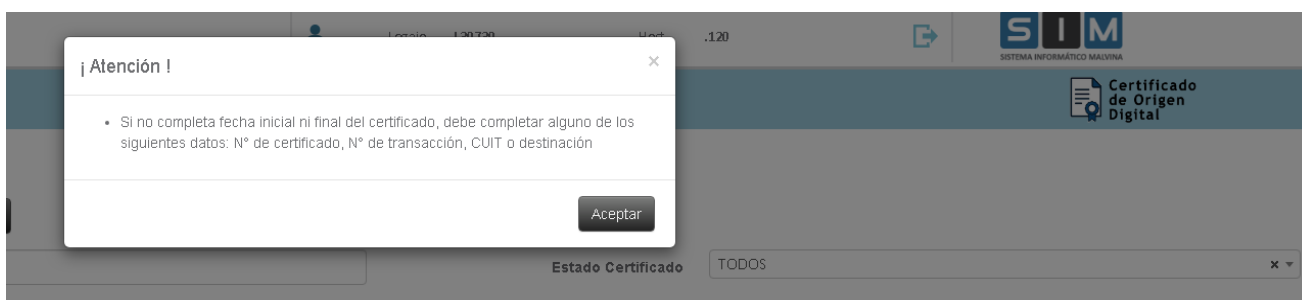 Legajo
Host .120
SIM
SISTEMA INFORMÁTICO MALVINA
¡ Atención !
×
Certificado
de Origen
Digital
Si no completa fecha inicial ni final del certificado, debe completar alguno de los
siguientes datos: N° de certificado, N° de transacción, CUIT o destinación
Aceptar
Estado Certificado TODOS ×